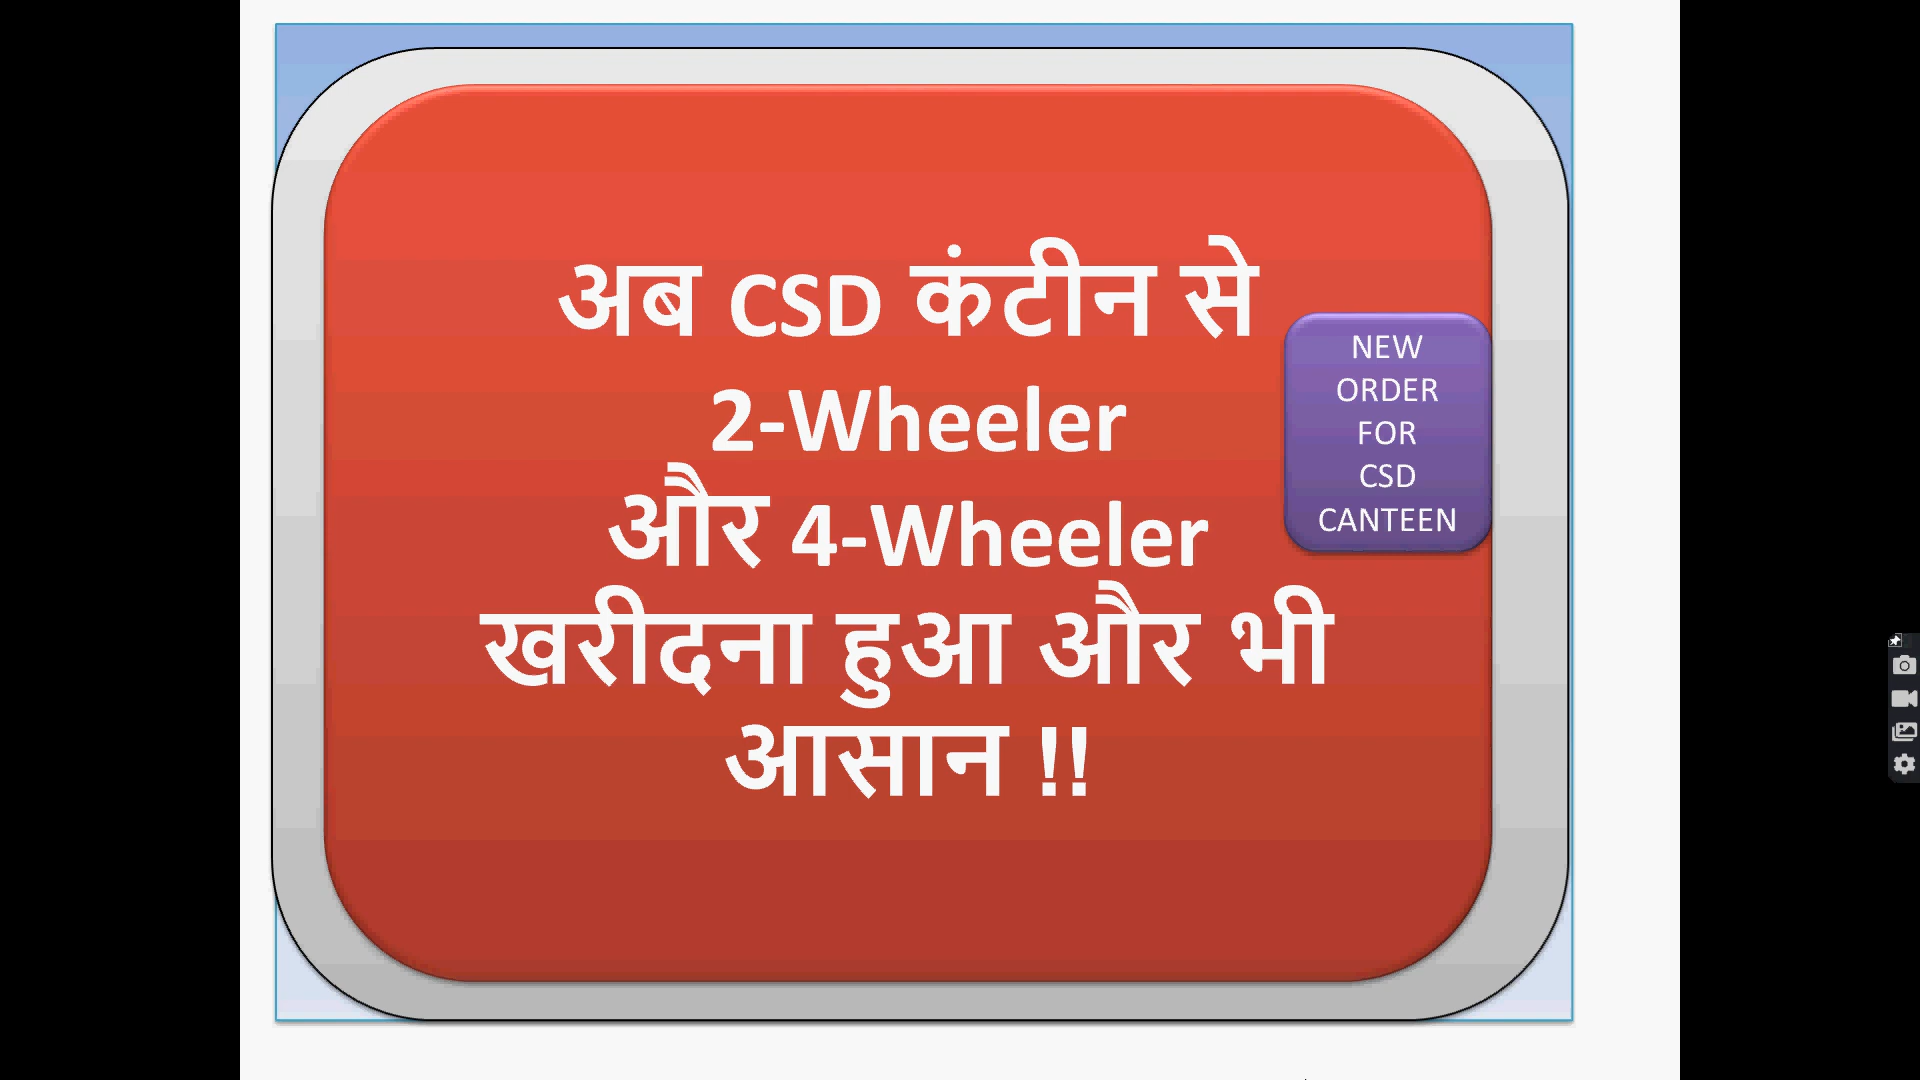 अब CSD कंटीन से
2-Wheeler
और 4-Wheeler
खरीदना हुआ और भी
आसान !!
NEW
ORDER
FOR
CSD
CANTEEN